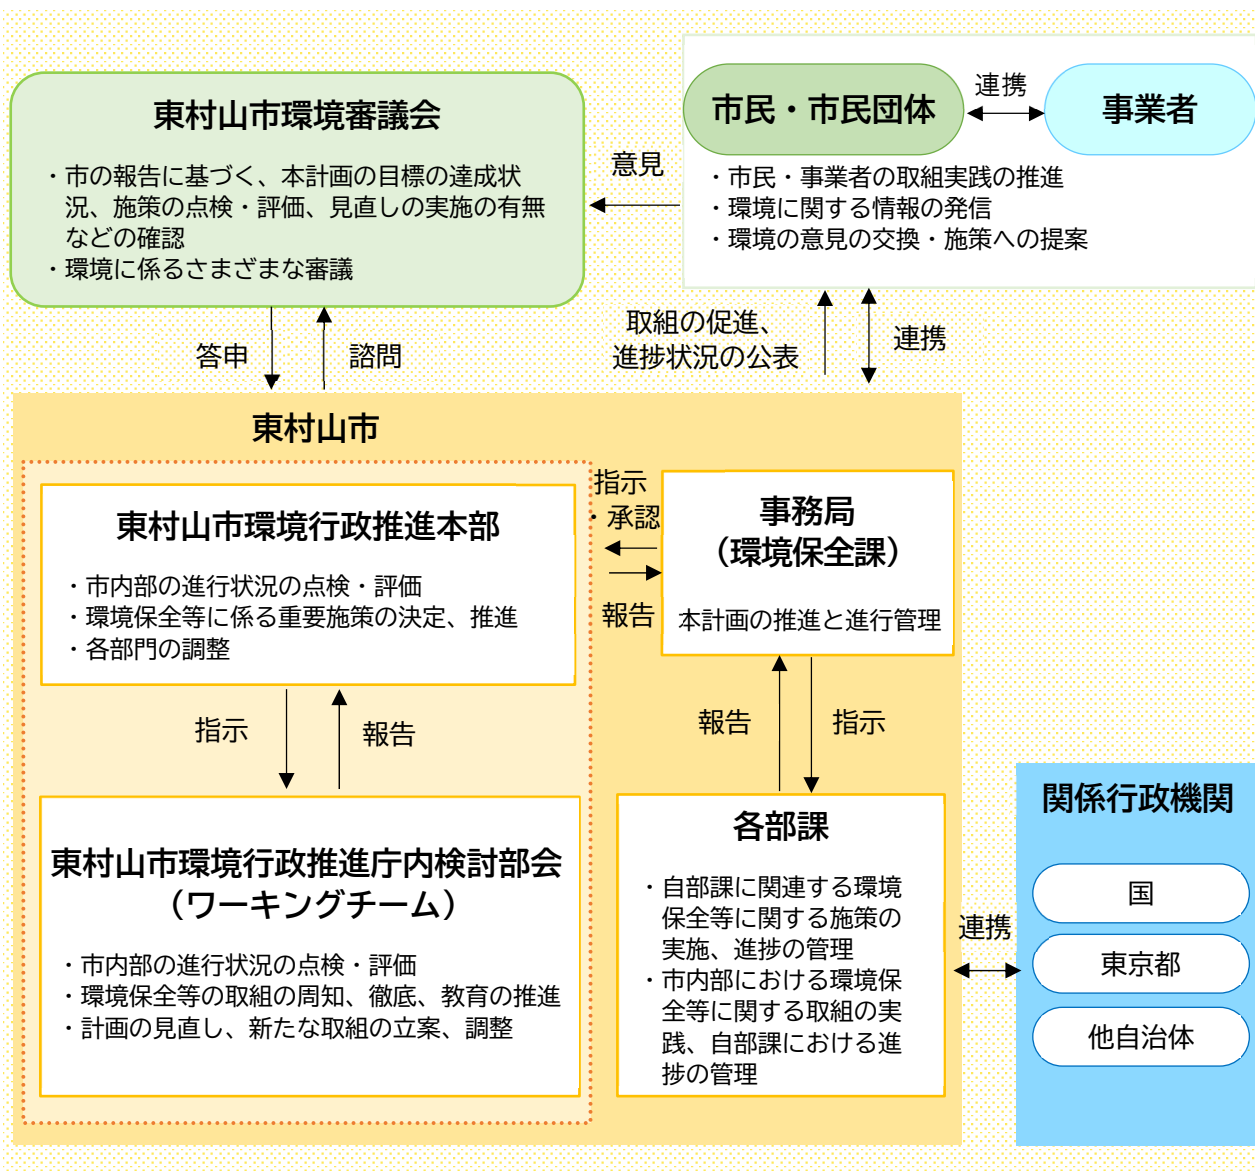 東村山市環境審議会
・市の報告に基づく、本計画の目標の達成状
況、施策の点検・評価、見直しの実施の有無
などの確認
・環境に係るさまざまな審議
意見
市民・市民団体
連携
事業者
・市民・事業者の取組実践の推進
・環境に関する情報の発信
・環境の意見の交換・施策への提案
答申
諮問
取組の促進、
進捗状況の公表
連携
東村山市
東村山市環境行政推進本部
・市内部の進行状況の点検・評価
・環境保全等に係る重要施策の決定、推進
・各部門の調整
指示
・承認
報告
事務局
（環境保全課）
本計画の推進と進行管理
指示
報告
報告
指示
東村山市環境行政推進庁内検討部会
（ワーキングチーム）
・市内部の進行状況の点検・評価
・環境保全等の取組の周知、徹底、教育の推進
・計画の見直し、新たな取組の立案、調整
各部課
・自部課に関連する環境
保全等に関する施策の
実施、進捗の管理
・市内部における環境保
全等に関する取組の実
践、自部課における進
捗の管理
連携
関係行政機関
国
東京都
他自治体